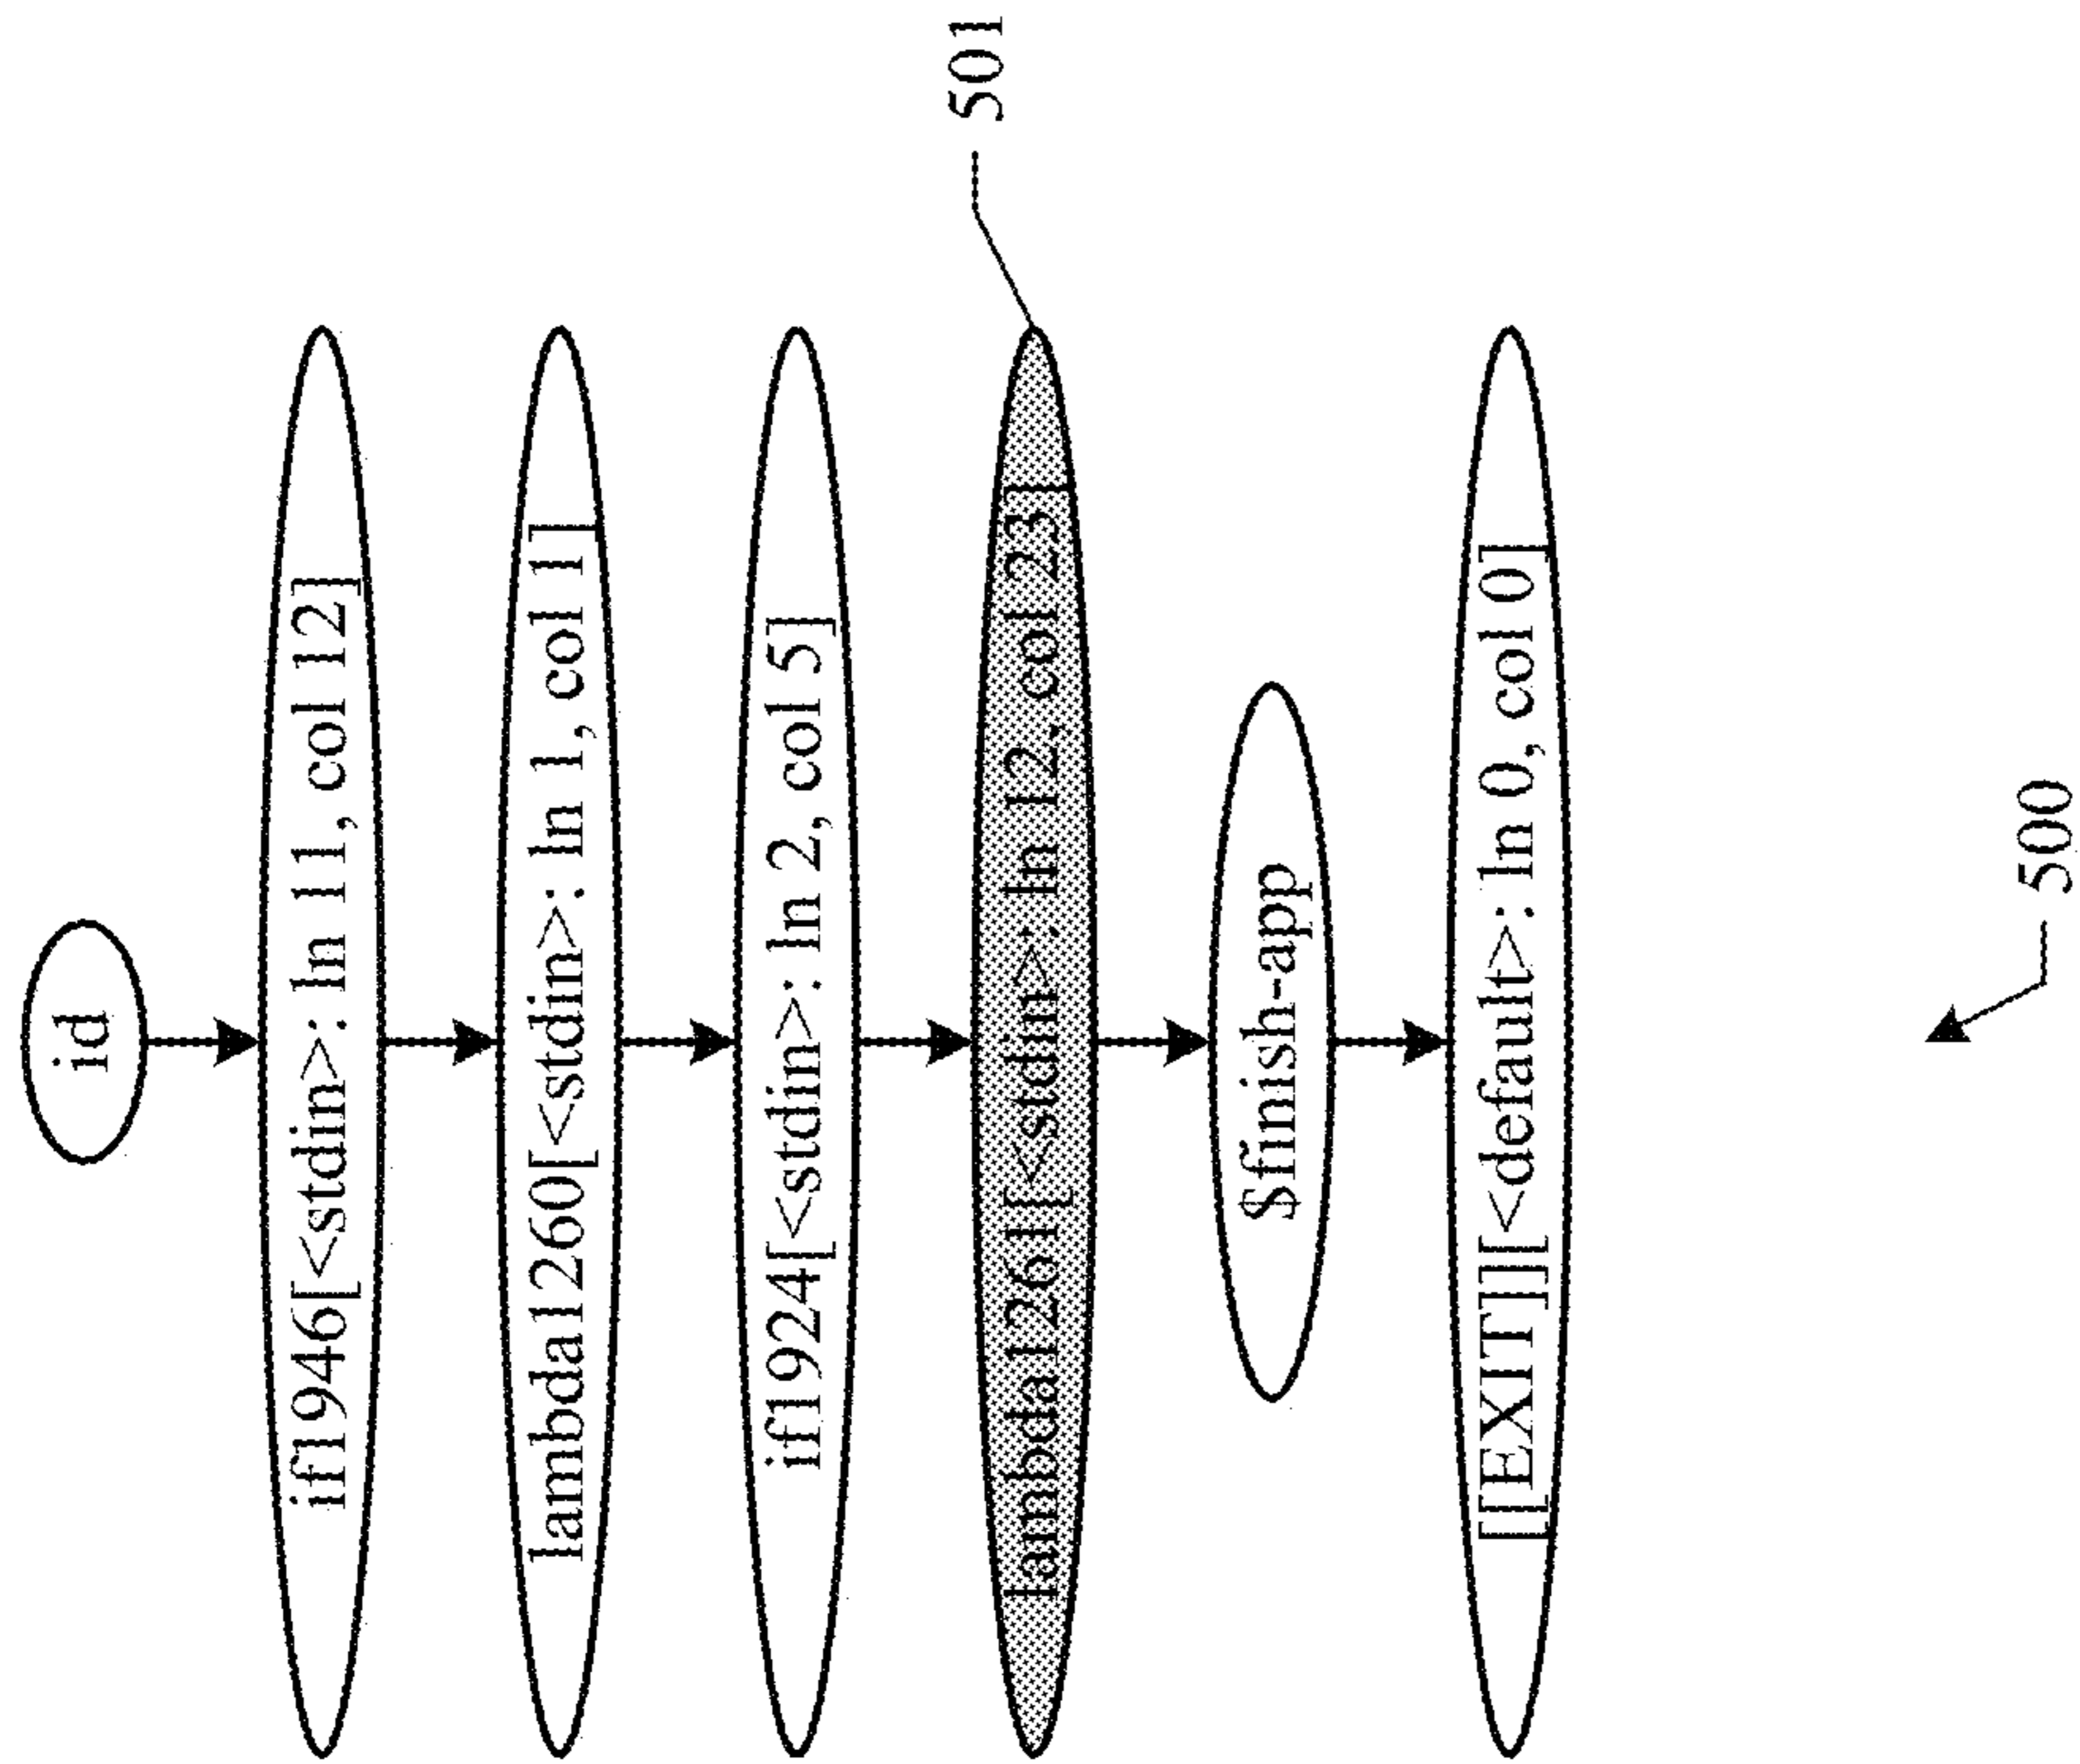 id
if1946[<stdin>: ln 11, col 12]
lambda1260[<stdin>: ln 1, col 1]
if1924[<stdin>: ln 2, col 5]
lambda1261[<stdin>: ln 12, col 23]
501
$finish-app
[[EXIT]][<default>: ln 0, col 0]
500